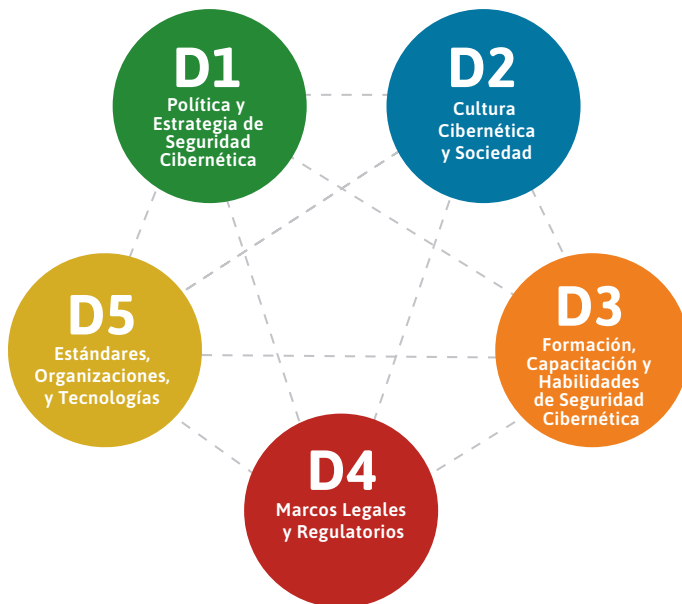 D1
Política y
Estrategia de
Seguridad
Cibernética
D2
Cultura
Cibernética
y Sociedad
D3
Formación,
Capacitación y
Habilidades
de Seguridad
Cibernética
D4
Marcos Legales
y Regulatorios
D5
Estándares,
Organizaciones,
y Tecnologías